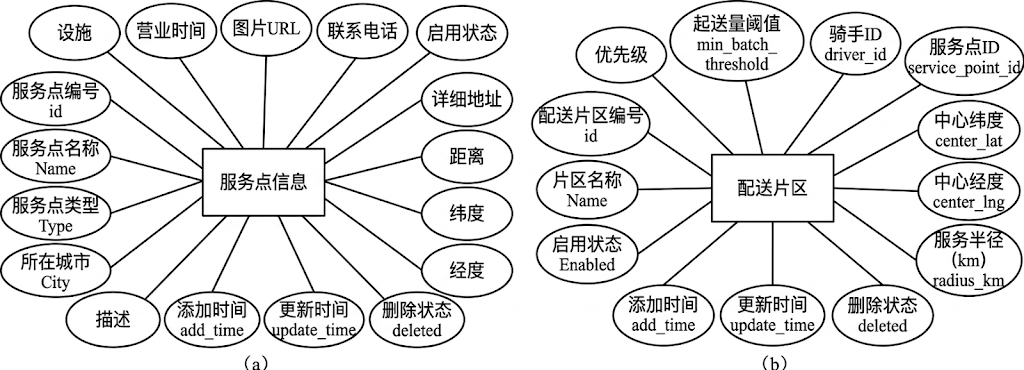 设施
营业时间
图片URL
联系电话
启用状态
服务点编号
id
详细地址
服务点名称
Name
距离
服务点信息
服务点类型
Type
纬度
所在城市
City
经度
描述
添加时间
add_time
更新时间
update_time
删除状态
deleted
(a)
优先级
起送量阈值
min_batch_
threshold
骑手ID
driver_id
服务点ID
service_point_id
配送片区编号
id
中心纬度
center_lat
片区名称
Name
配送片区
中心经度
center_lng
启用状态
Enabled
服务半径
(km)
radius_km
添加时间
add_time
更新时间
update_time
删除状态
deleted
(b)